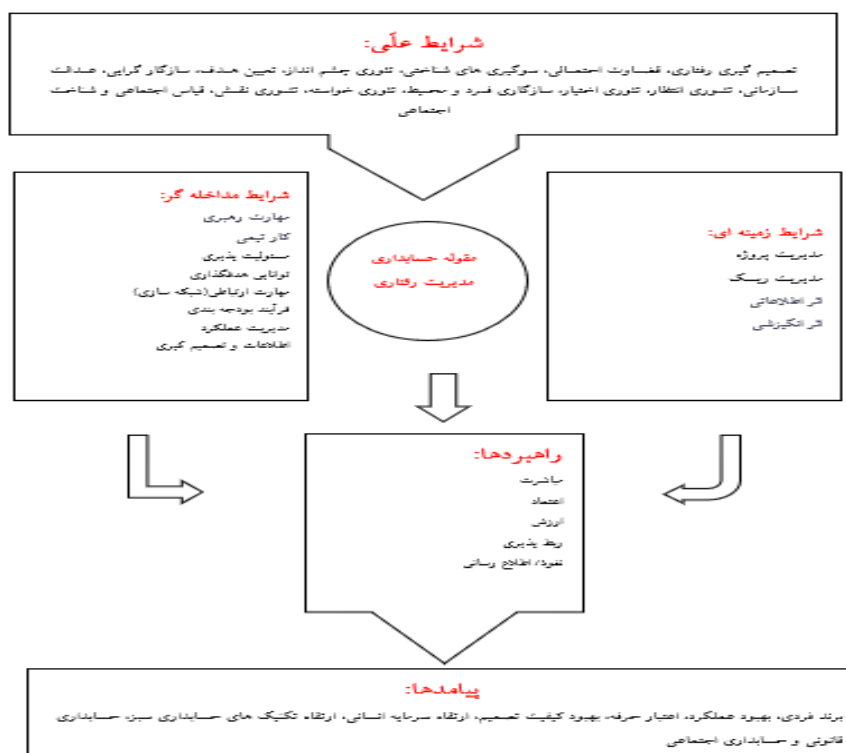 شرایط علّی:
تصمیم گیری رفتاری، قضاوت احتصالی، سوگیری های شناختی، تئوری چشم انداز، تعیین هدف، سازگار گرایی، عدالت
سازمانی، تئوری انتظار، تئوری اختیار، سازگاری فرد و محیط، تئوری خواسته، تئوری نقش، قیاس اجتماعی و شناخت
اجتماعی
شرایط زمینه ای:
مدیریت پروژه
مدیریت ریسک
اثر اطلاعاتی
اثر انگیزشی
مقوله حسابداری
مدیریت رفتاری
شرایط مداخله گر:
مهارت رهبری
کار تیمی
مسئولیت پذیری
توانایی هدفگذاری
مهارت ارتباطی(شبکه سازی)
فرآیند بودجه بندی
مدیریت عملکرد
اطلاعات و تصمیم گیری
راهبردها:
مباشرت
اعتماد
ارزش
ربط پذیری
نفوذ/ اطلاع رسانی
پیامدها:
برند فردی، بهبود عملکرد، اعتبار حرفه، بهبود کیفیت تصمیم، ارتقاء سرمایه انسانی، ارتقاء تکنیک های حسابداری سبز، حسابداری
قانونی و حسابداری اجتماعی